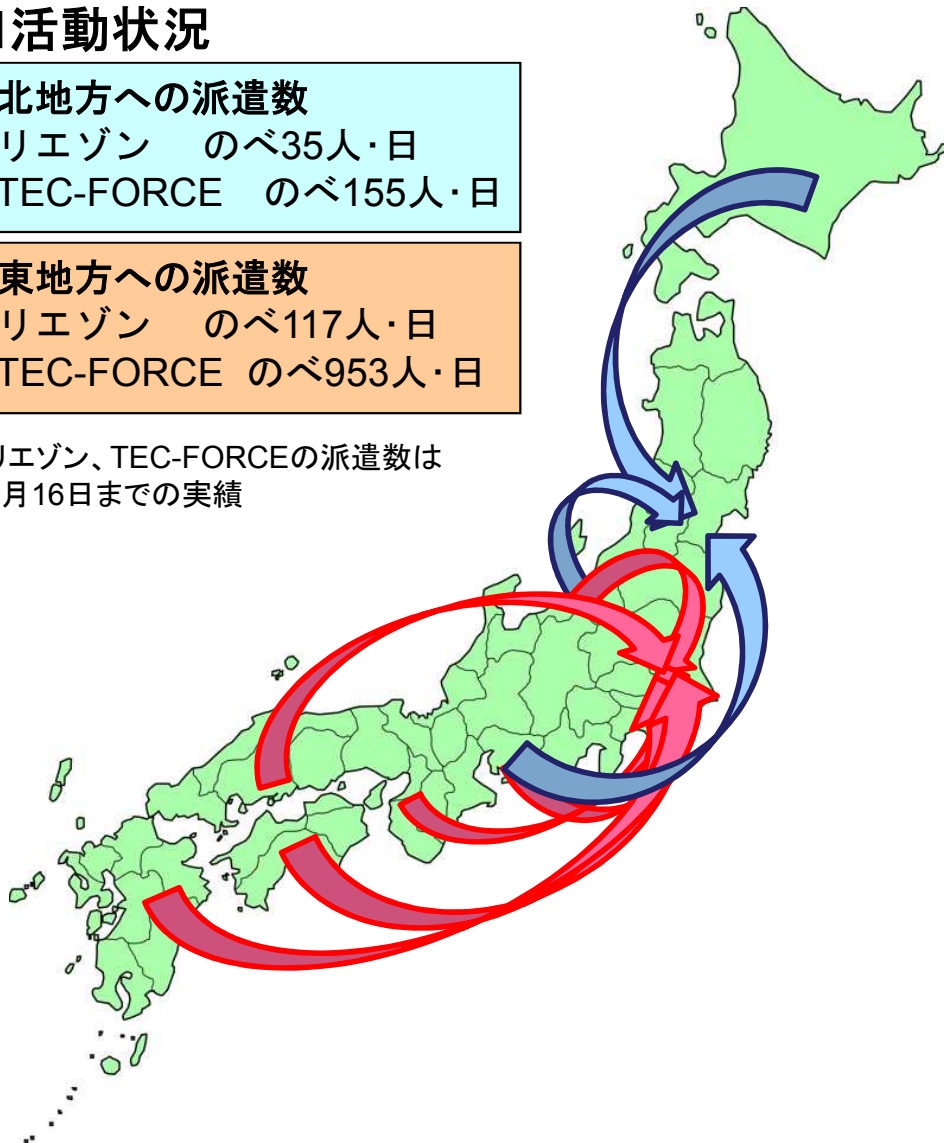 活動状況
北地方への派遣数
リエゾン のべ35人・日
TEC-FORCE のべ155人・日
東地方への派遣数
リエゾン のべ117人・日
TEC-FORCE のべ953人・日
リエゾン、TEC-FORCEの派遣数は
月16日までの実績